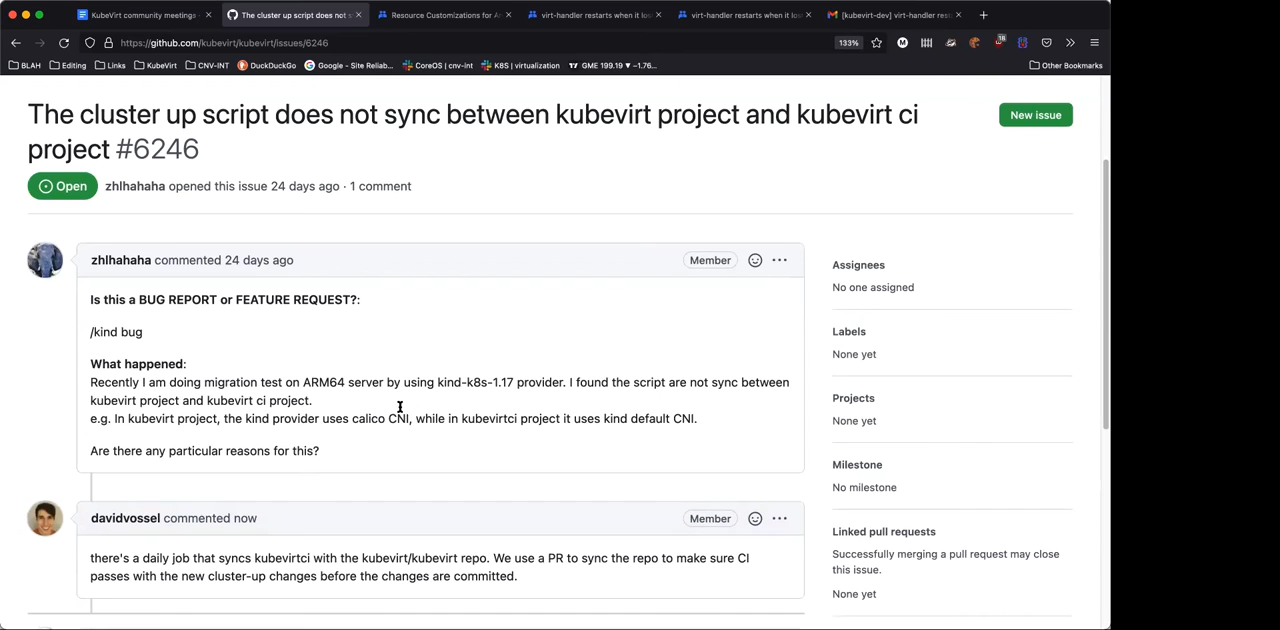 KubeVirt community meetings
The cluster up script does not
Resource Customizations for
virt-handler restarts when it
virt-handler restarts when it
[kubevirt-dev] virt-handler
https://github.com/kubevirt/kubevirt/issues/6246
133%
BLAH Editing Links KubeVirt CNV-INT DuckDuckGo Google - Site Reliab... CoreOS | cnv-int K8S | virtualization GME 199.19 ▼ −1.76... Other Bookmarks
The cluster up script does not sync between kubevirt project and kubevirt ci
project #6246
New issue
Open zhlhahaha opened this issue 24 days ago · 1 comment
zhlhahaha commented 24 days ago
Member
Is this a BUG REPORT or FEATURE REQUEST?:
/kind bug
What happened:
Recently I am doing migration test on ARM64 server by using kind-k8s-1.17 provider. I found the script are not sync between
kubevirt project and kubevirt ci project.
e.g. In kubevirt project, the kind provider uses calico CNI, while in kubevirtci project it uses kind default CNI.
Are there any particular reasons for this?
davidvossel commented now
Member
there's a daily job that syncs kubevirtci with the kubevirt/kubevirt repo. We use a PR to sync the repo to make sure CI
passes with the new cluster-up changes before the changes are committed.
Assignees
No one assigned
Labels
None yet
Projects
None yet
Milestone
No milestone
Linked pull requests
Successfully merging a pull request may close
this issue.
None yet